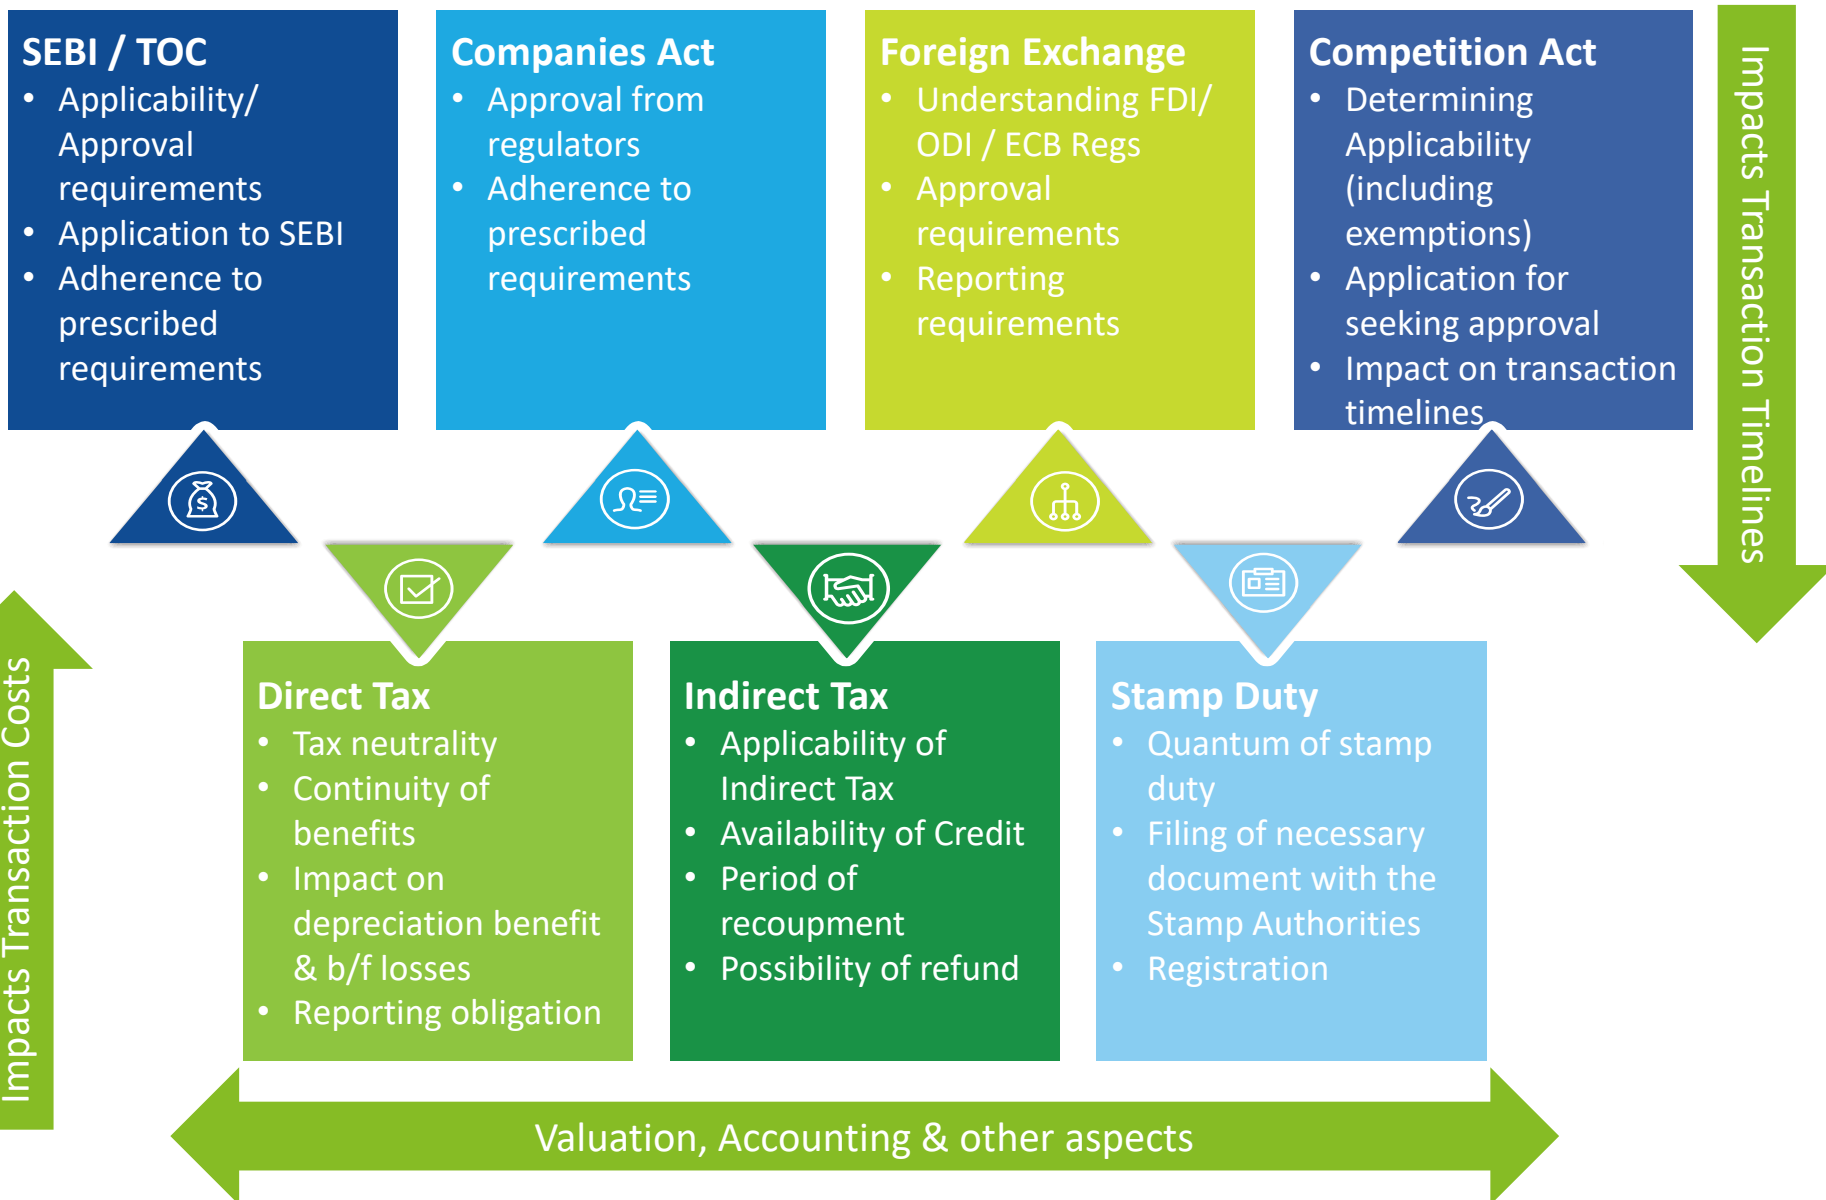 SEBI / TOC
• Applicability/
Approval
requirements
• Application to SEBI
• Adherence to
prescribed
requirements
Companies Act
• Approval from
regulators
• Adherence to
prescribed
requirements
Foreign Exchange
• Understanding FDI/
ODI / ECB Regs
• Approval
requirements
• Reporting
requirements
Competition Act
• Determining
Applicability
(including
exemptions)
• Application for
seeking approval
• Impact on transaction
timelines
Impacts Transaction Timelines
$
Impacts Transaction Costs
Direct Tax
• Tax neutrality
• Continuity of
benefits
• Impact on
depreciation benefit
& b/f losses
• Reporting obligation
Indirect Tax
• Applicability of
Indirect Tax
• Availability of Credit
• Period of
recoupment
• Possibility of refund
Stamp Duty
• Quantum of stamp
duty
• Filing of necessary
document with the
Stamp Authorities
• Registration
Valuation, Accounting & other aspects